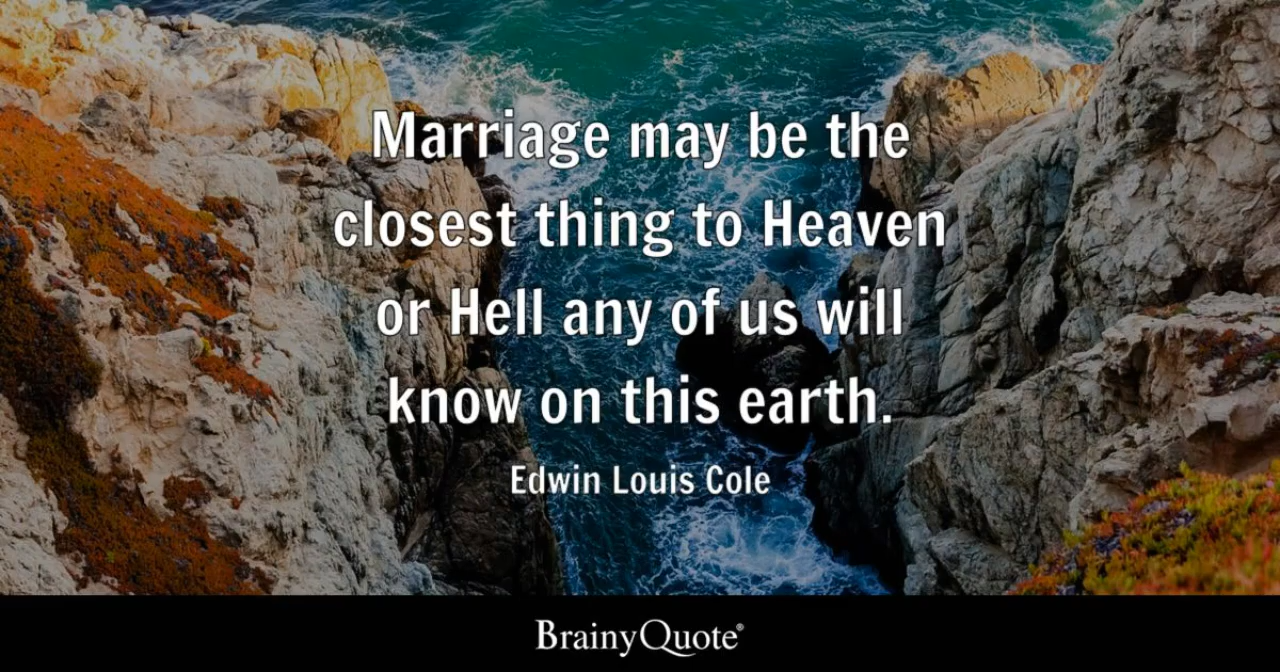 Marriage may be the
closest thing to Heaven
or Hell any of us will
know on this earth.
Edwin Louis Cole
BrainyQuote®